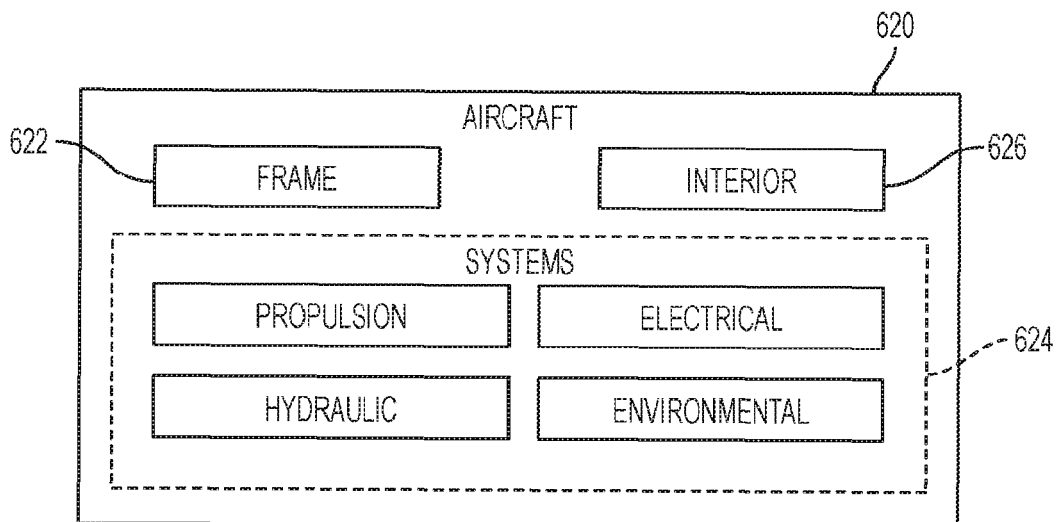 620
AIRCRAFT
622
FRAME
INTERIOR
626
SYSTEMS
PROPULSION
ELECTRICAL
624
HYDRAULIC
ENVIRONMENTAL